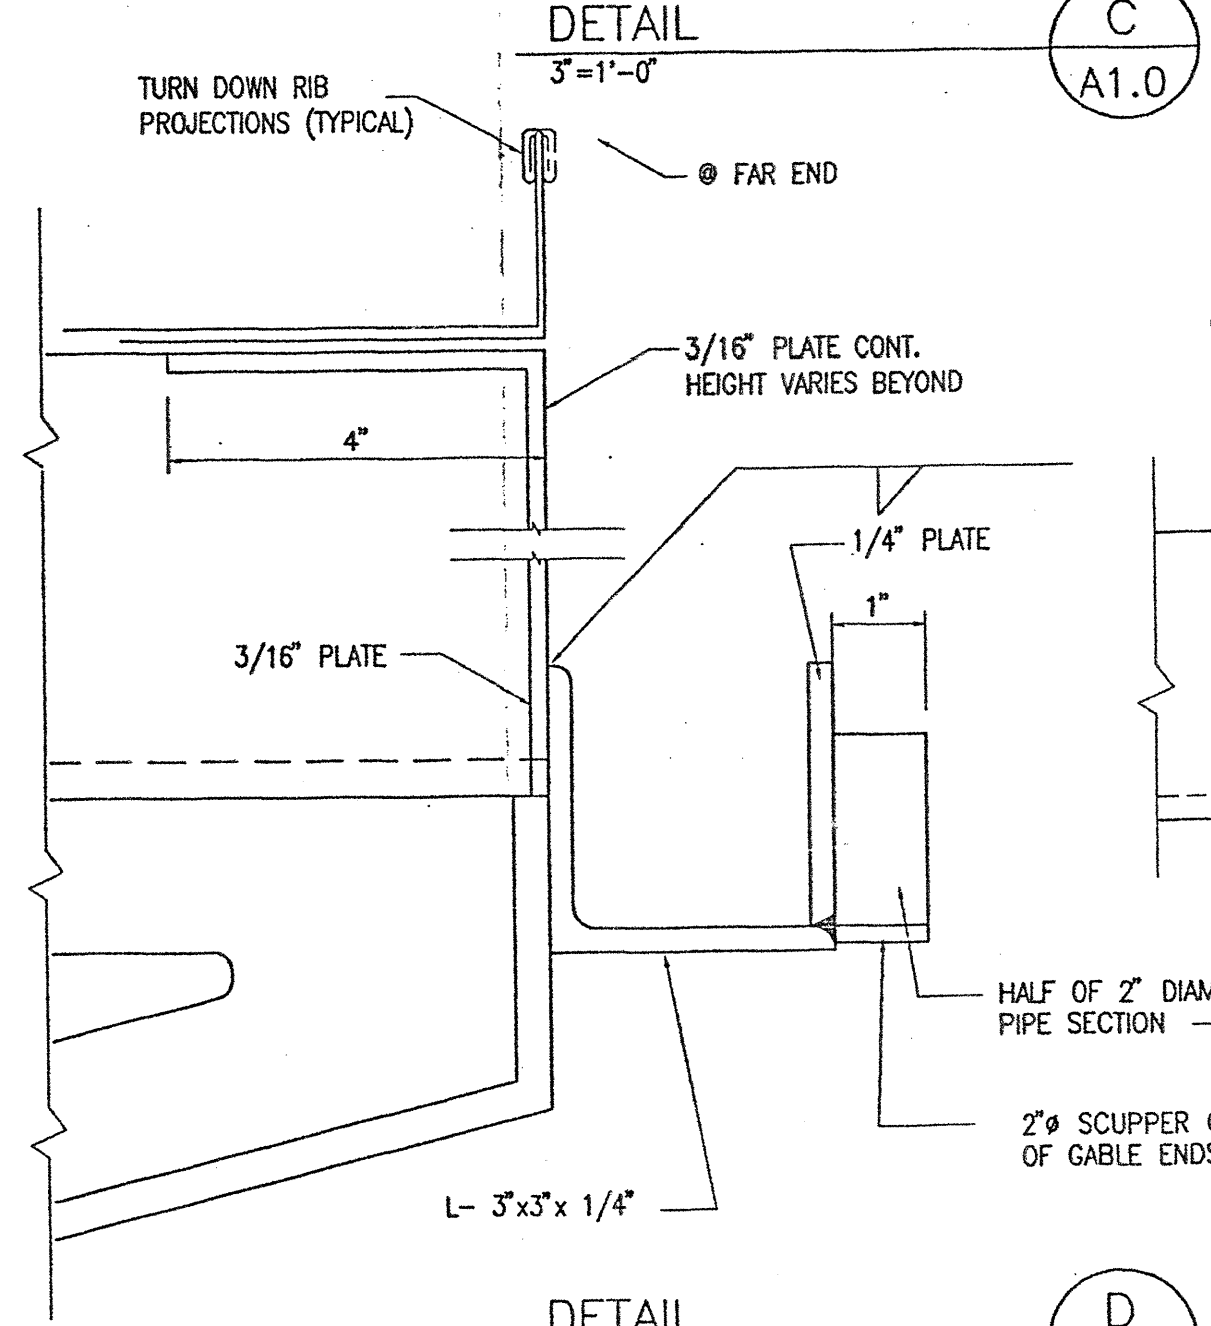 DETAIL
3"=1'-0"
C
A1.0
TURN DOWN RIB
PROJECTIONS (TYPICAL)
@ FAR END
3/16" PLATE CONT.
HEIGHT VARIES BEYOND
4"
1/4" PLATE
1"
3/16" PLATE
HALF OF 2" DIAM
PIPE SECTION
2"ø SCUPPER
OF GABLE ENDS
L- 3"x3"x 1/4"
DETAIL
D